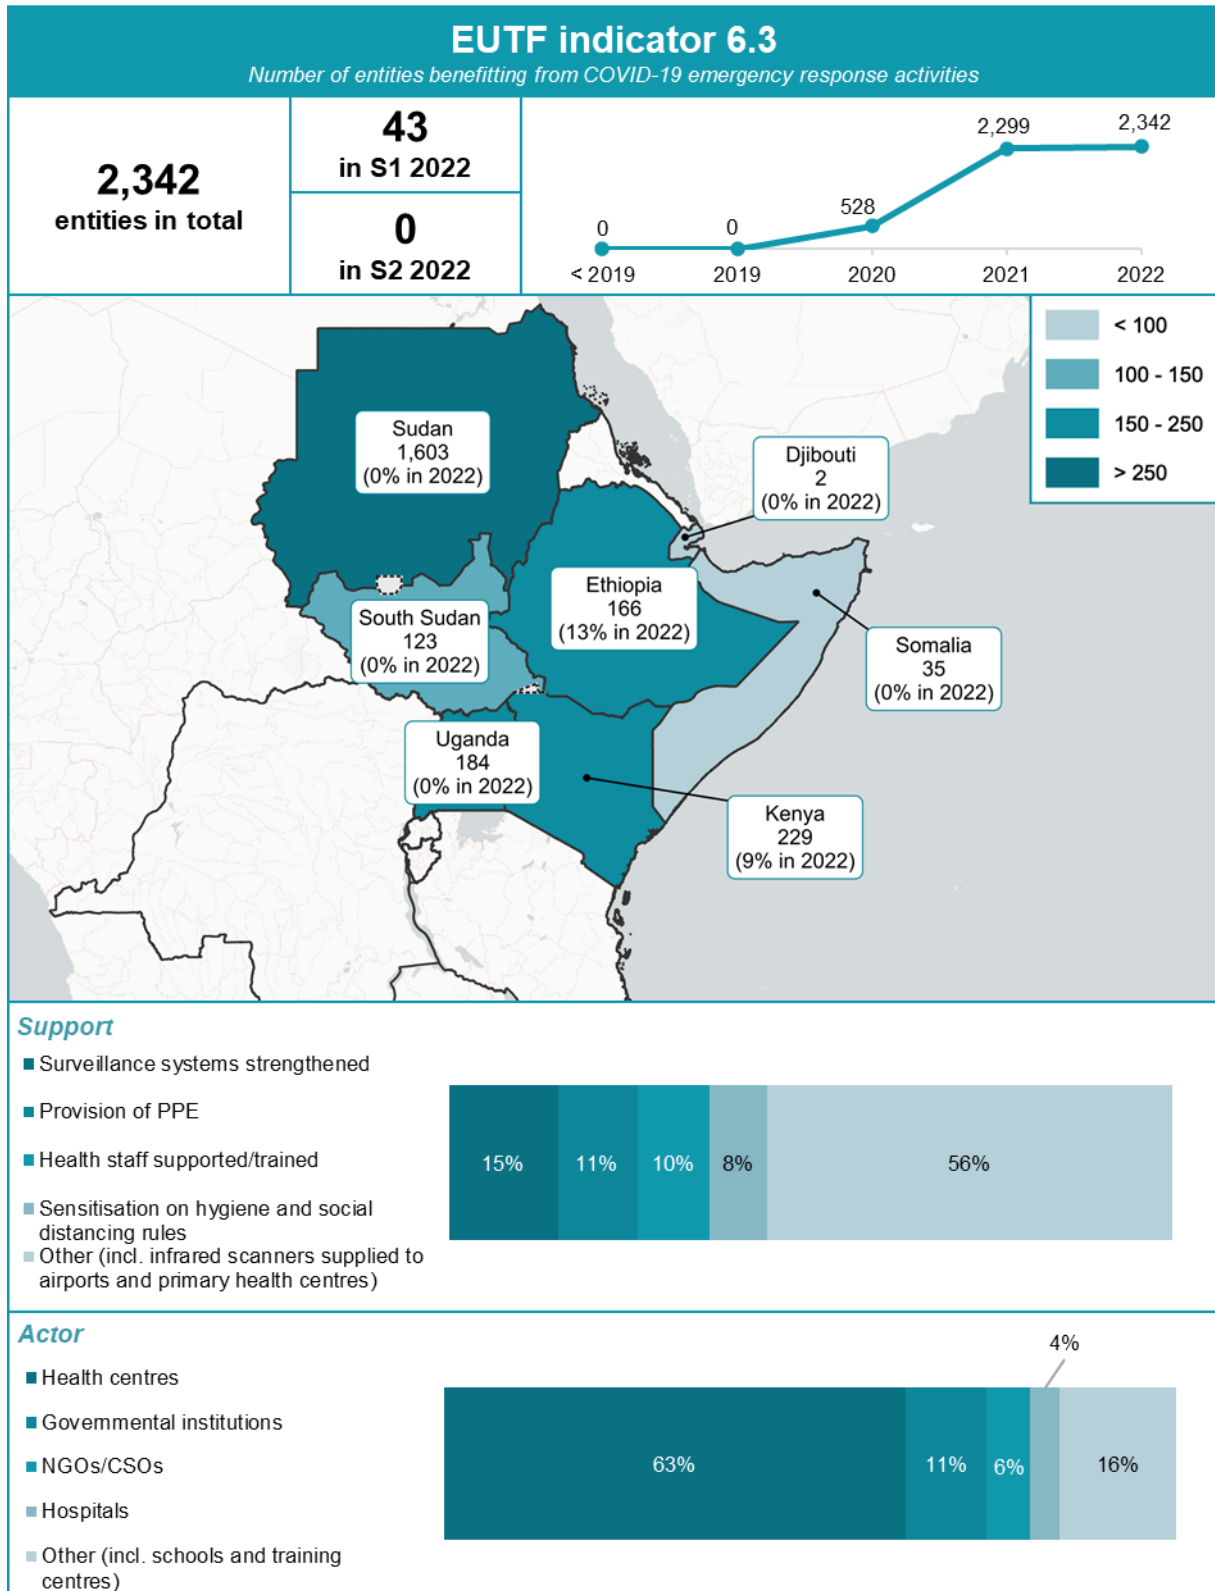 EUTF indicator 6.3
Number of entities benefitting from COVID-19 emergency response activities
2,342
entities in total
43
in S1 2022
0
in S2 2022
0
0
528
2,299
2,342
< 2019
2019
2020
2021
2022
< 100
100 - 150
150 - 250
> 250
Sudan
1,603
(0% in 2022)
Djibouti
2
(0% in 2022)
Ethiopia
166
(13% in 2022)
South Sudan
123
(0% in 2022)
Somalia
35
(0% in 2022)
Uganda
184
(0% in 2022)
Kenya
229
(9% in 2022)
Support
Surveillance systems strengthened
Provision of PPE
Health staff supported/trained
Sensitisation on hygiene and social
distancing rules
Other (incl. infrared scanners supplied to
airports and primary health centres)
15%
11%
10%
8%
56%
Actor
Health centres
Governmental institutions
NGOs/CSOs
Hospitals
Other (incl. schools and training
centres)
63%
11%
6%
4%
16%